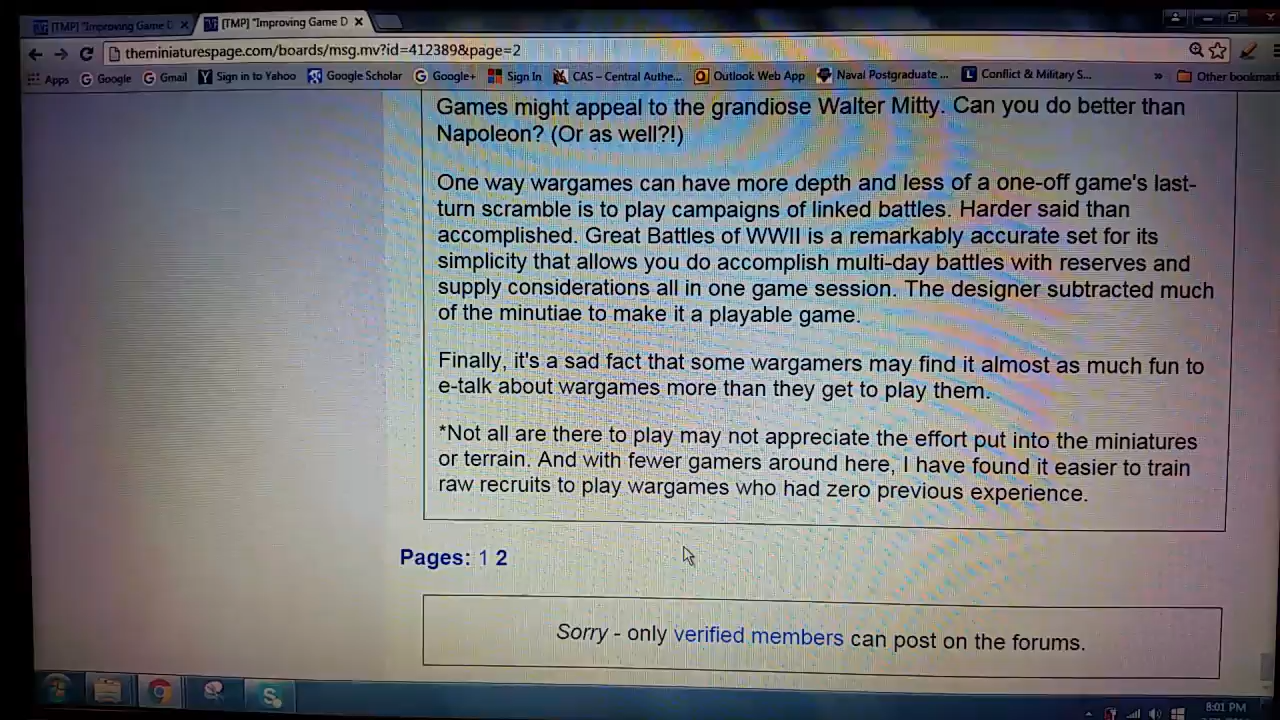 [TMP] "Improving Game D
[TMP] "Improving Game D
theminiaturespage.com/boards/msg.mv?id=412389&page=2
Apps Google Gmail Sign in to Yahoo Google Scholar Google+ Sign In CAS – Central Authe... Outlook Web App Naval Postgraduate ... Conflict & Military S... » Other bookmar
Games might appeal to the grandiose Walter Mitty. Can you do better than
Napoleon? (Or as well?!)
One way wargames can have more depth and less of a one-off game's last-
turn scramble is to play campaigns of linked battles. Harder said than
accomplished. Great Battles of WWII is a remarkably accurate set for its
simplicity that allows you do accomplish multi-day battles with reserves and
supply considerations all in one game session. The designer subtracted much
of the minutiae to make it a playable game.
Finally, it's a sad fact that some wargamers may find it almost as much fun to
e-talk about wargames more than they get to play them.
*Not all are there to play may not appreciate the effort put into the miniatures
or terrain. And with fewer gamers around here, I have found it easier to train
raw recruits to play wargames who had zero previous experience.
Pages: 1 2
Sorry - only verified members can post on the forums.
8:01 PM